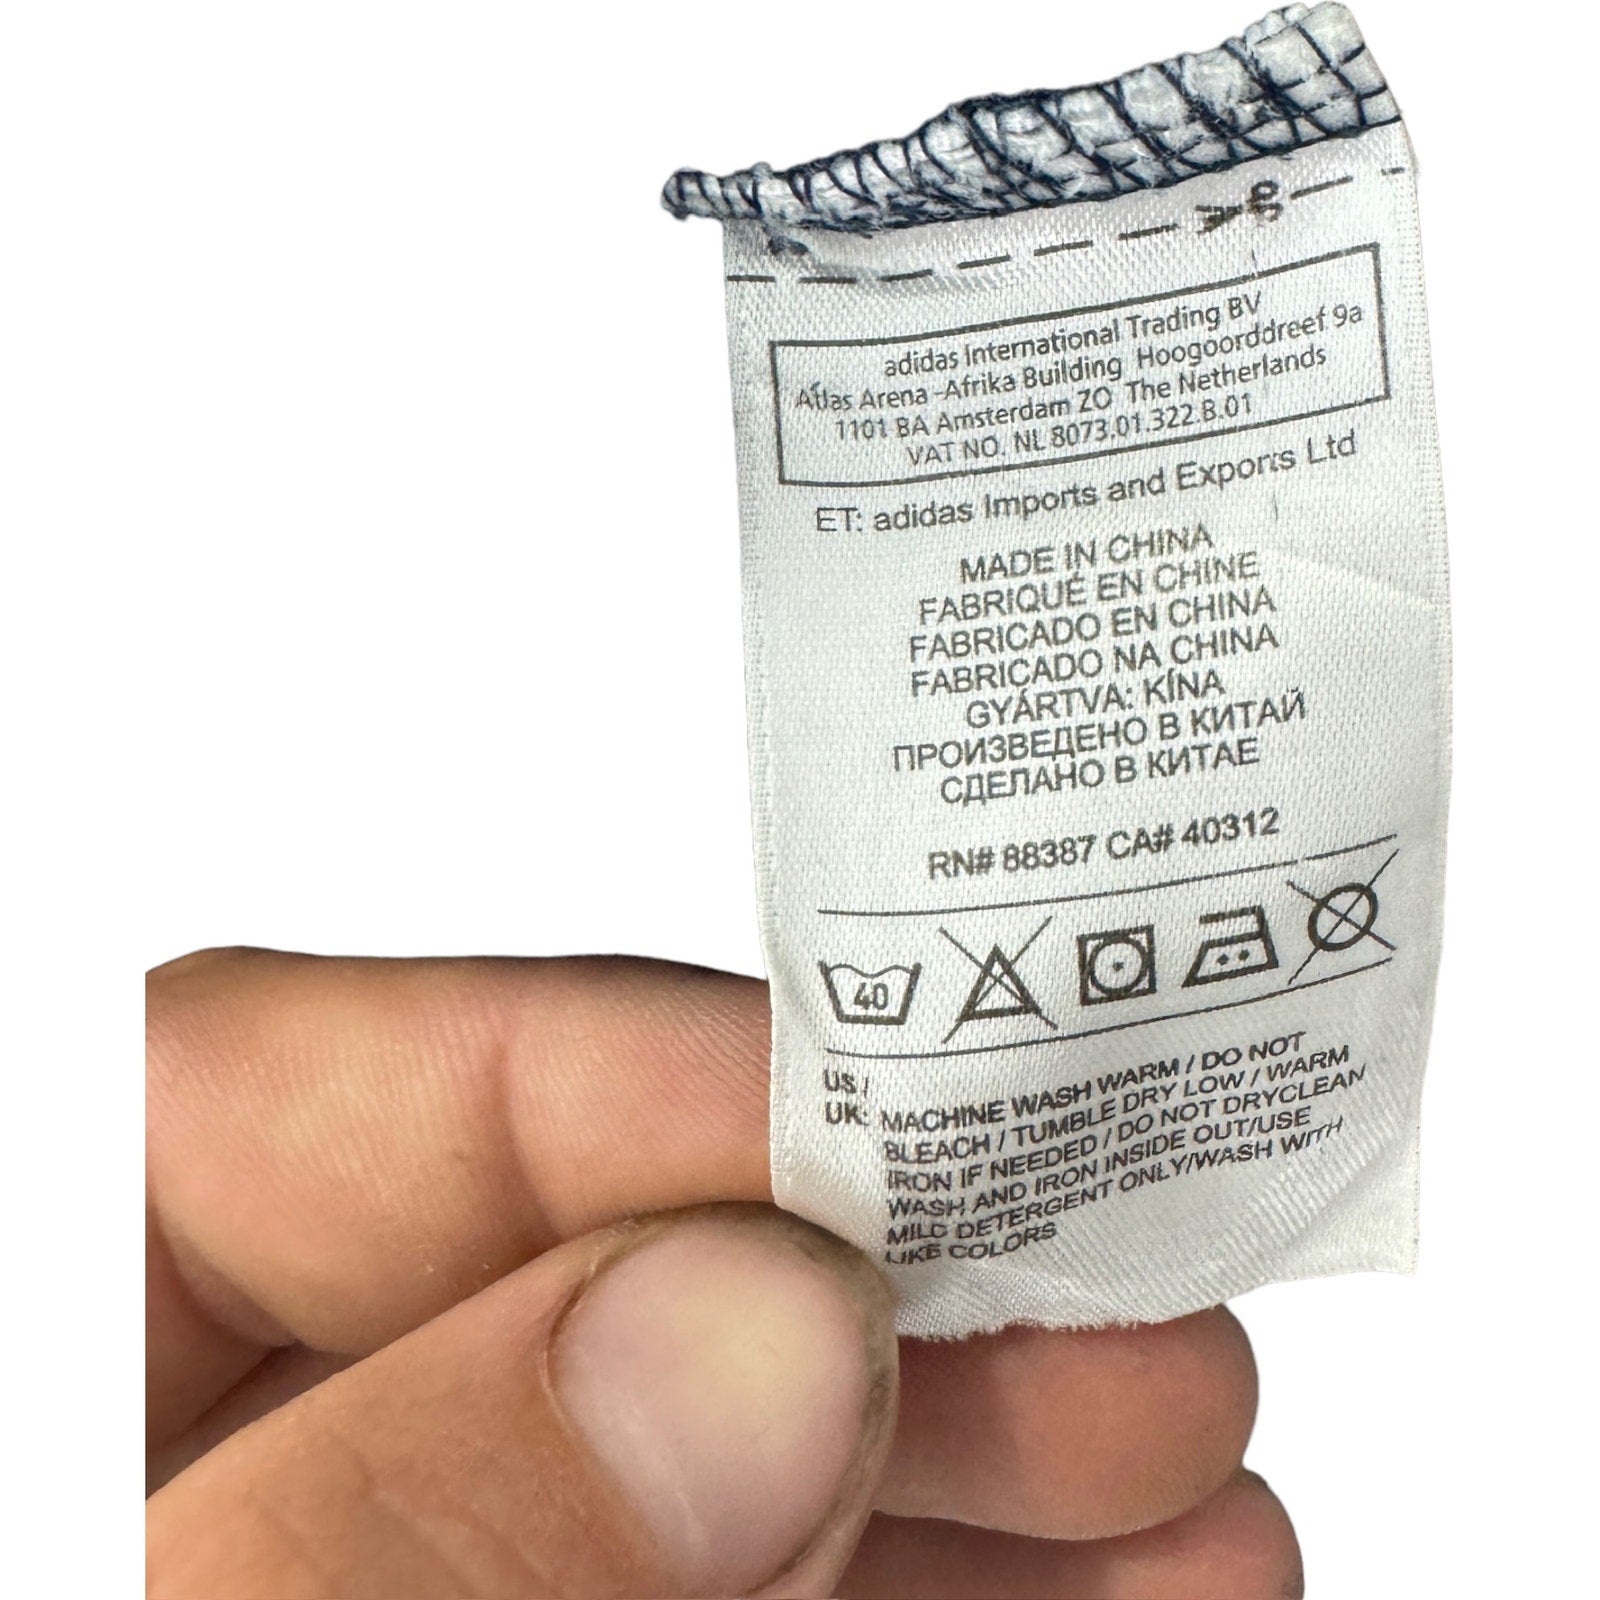 adidas International Trading BV
Atlas Arena -Afrika Building Hoogoorddreef 9a
1101 BA Amsterdam ZO The Netherlands
VAT NO. NL 8073.01.322.B.01
ET: adidas Imports and Exports Ltd
MADE IN CHINA
FABRIQUÉ EN CHINE
FABRICADO EN CHINA
FABRICADO NA CHINA
GYÁRTVA: KÍNA
ПРОИЗВЕДЕНО В КИТАЙ
СДЕЛАНО В КИТАЕ
RN# 88387 CA# 40312
40
US /
UK: MACHINE WASH WARM / DO NOT
BLEACH / TUMBLE DRY LOW / WARM
IRON IF NEEDED / DO NOT DRYCLEAN
WASH AND IRON INSIDE OUT/USE
MILD DETERGENT ONLY/WASH WITH
LIKE COLORS